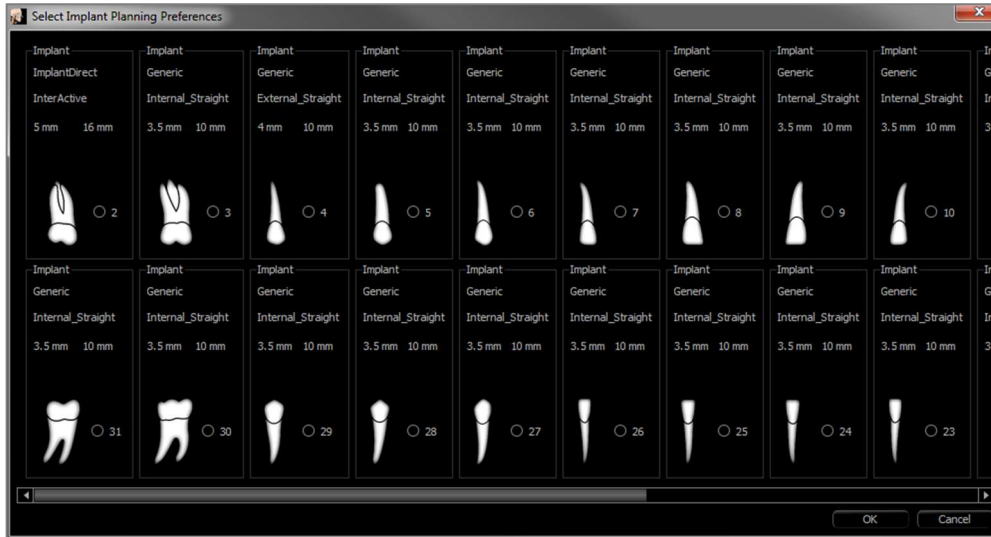 Select Implant Planning Preferences
Implant Implant Implant Implant Implant Implant Implant Implant Implant
ImplantDirect Generic Generic Generic Generic Generic Generic Generic Generic G
InterActive Internal_Straight External_Straight Internal_Straight Internal_Straight Internal_Straight Internal_Straight Internal_Straight Internal_Straight
5 mm 16 mm 3.5 mm 10 mm 4 mm 10 mm 3.5 mm 10 mm 3.5 mm 10 mm 3.5 mm 10 mm 3.5 mm 10 mm 3.5 mm 10 mm 3.5 mm 10 mm 3
2 3 4 5 6 7 8 9 10
Implant Implant Implant Implant Implant Implant Implant Implant Implant
Generic Generic Generic Generic Generic Generic Generic Generic Generic G
Internal_Straight Internal_Straight Internal_Straight Internal_Straight Internal_Straight Internal_Straight Internal_Straight Internal_Straight Internal_Straight
3.5 mm 10 mm 3.5 mm 10 mm 3.5 mm 10 mm 3.5 mm 10 mm 3.5 mm 10 mm 3.5 mm 10 mm 3.5 mm 10 mm 3.5 mm 10 mm 3.5 mm 10 mm 3
31 30 29 28 27 26 25 24 23
OK Cancel